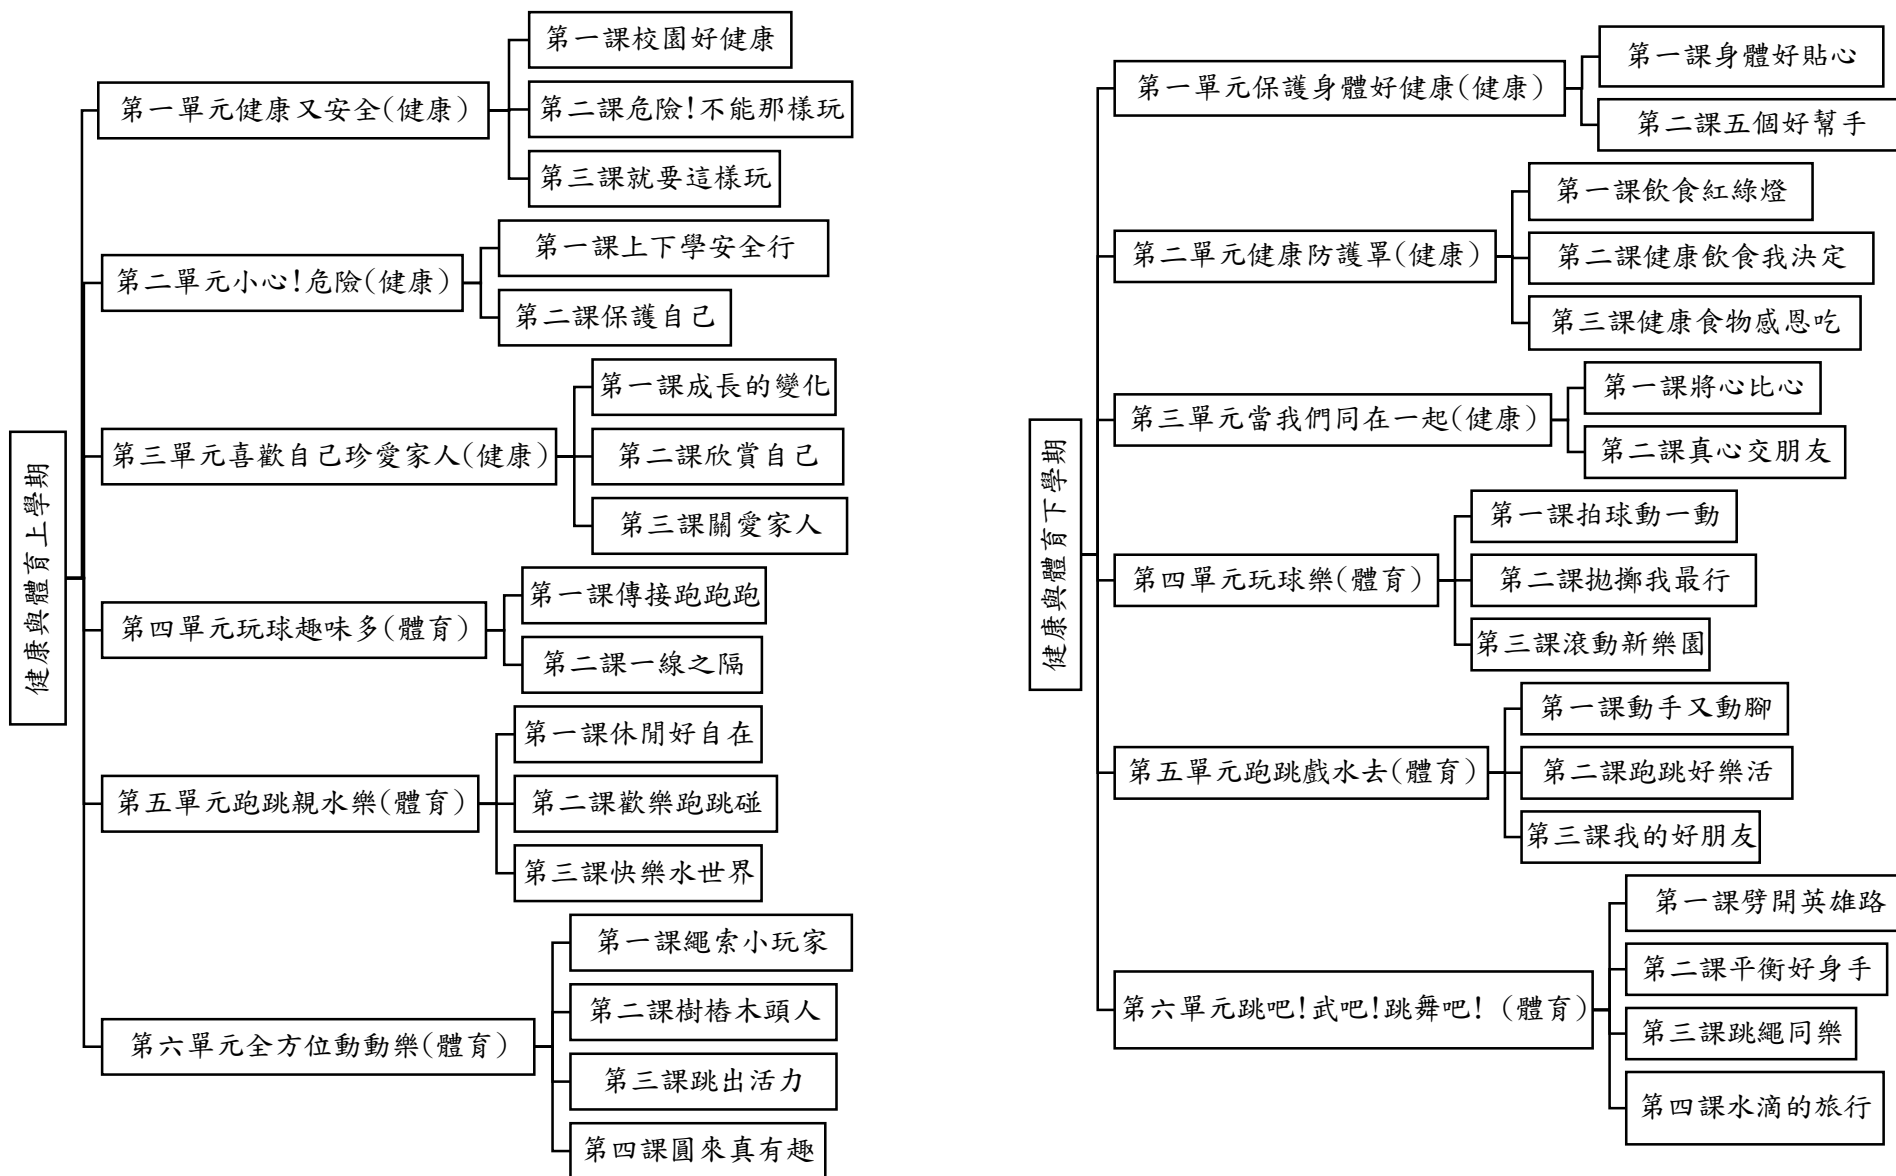 健康與體育上學期
第一單元健康又安全(健康)
第一課校園好健康
第二課危險!不能那樣玩
第三課就要這樣玩
第二單元小心!危險(健康)
第一課上下學安全行
第二課保護自己
第三單元喜歡自己珍愛家人(健康)
第一課成長的變化
第二課欣賞自己
第三課關愛家人
第四單元玩球趣味多(體育)
第一課傳接跑跑跑
第二課一線之隔
第五單元跑跳親水樂(體育)
第一課休閒好自在
第二課歡樂跑跳碰
第三課快樂水世界
第六單元全方位動動樂(體育)
第一課繩索小玩家
第二課樹樁木頭人
第三課跳出活力
第四課圓來真有趣
健康與體育下學期
第一單元保護身體好健康(健康)
第一課身體好貼心
第二課五個好幫手
第二單元健康防護罩(健康)
第一課飲食紅綠燈
第二課健康飲食我決定
第三課健康食物感恩吃
第三單元當我們同在一起(健康)
第一課將心比心
第二課真心交朋友
第四單元玩球樂(體育)
第一課拍球動一動
第二課拋擲我最行
第三課滾動新樂園
第五單元跑跳戲水去(體育)
第一課動手又動腳
第二課跑跳好樂活
第三課我的好朋友
第六單元跳吧!武吧!跳舞吧! (體育)
第一課劈開英雄路
第二課平衡好身手
第三課跳繩同樂
第四課水滴的旅行